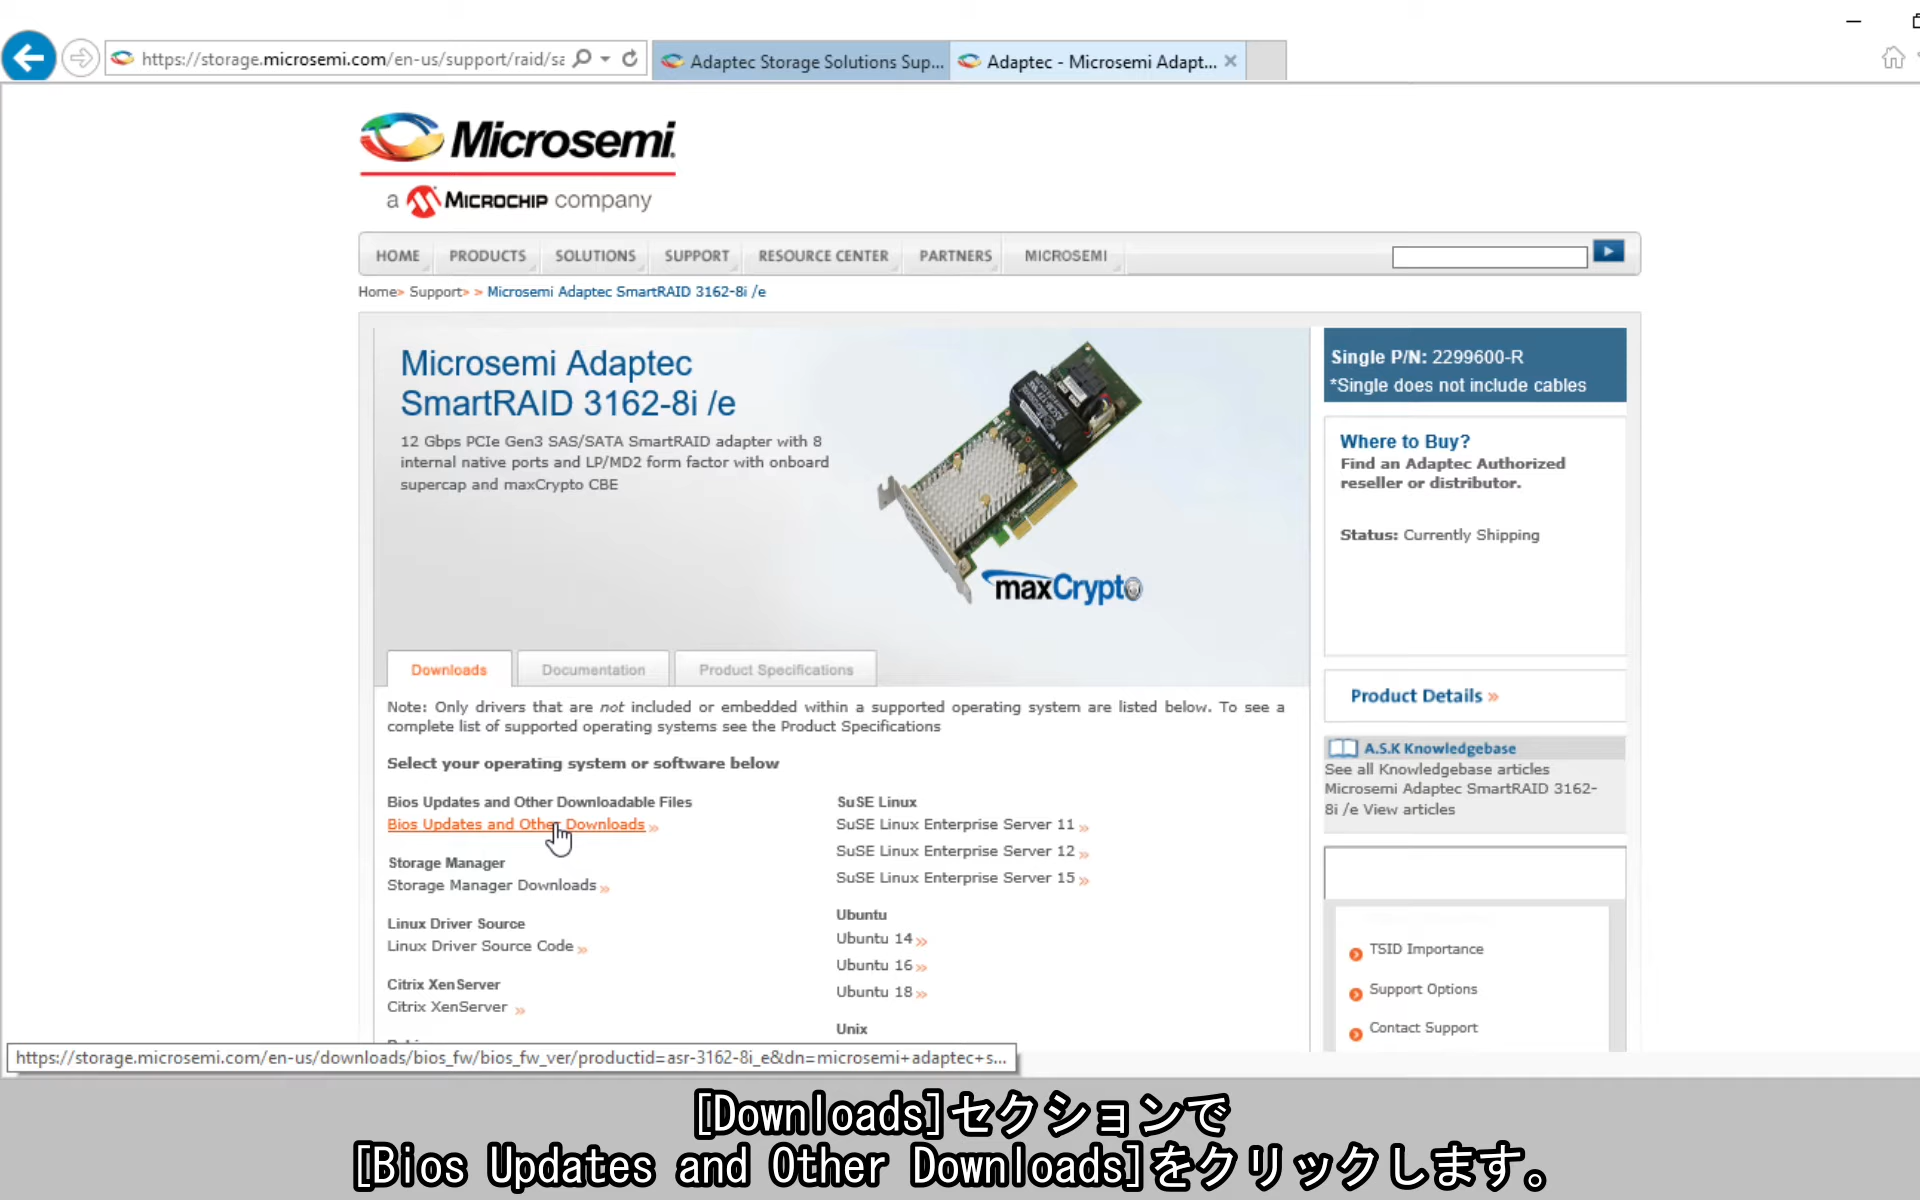 https://storage.microsemi.com/en-us/support/raid/sa
Adaptec Storage Solutions Sup...
Adaptec - Microsemi Adapt...
Microsemi.
a MICROCHIP company
HOME PRODUCTS SOLUTIONS SUPPORT RESOURCE CENTER PARTNERS MICROSEMI
Home> Support> > Microsemi Adaptec SmartRAID 3162-8i /e
Microsemi Adaptec
SmartRAID 3162-8i /e
12 Gbps PCIe Gen3 SAS/SATA SmartRAID adapter with 8
internal native ports and LP/MD2 form factor with onboard
supercap and maxCrypto CBE
maxCrypto
Single P/N: 2299600-R
*Single does not include cables
Where to Buy?
Find an Adaptec Authorized
reseller or distributor.
Status: Currently Shipping
Product Details »
A.S.K Knowledgebase
See all Knowledgebase articles
Microsemi Adaptec SmartRAID 3162-
8i /e View articles
TSID Importance
Support Options
Contact Support
Downloads Documentation Product Specifications
Note: Only drivers that are not included or embedded within a supported operating system are listed below. To see a
complete list of supported operating systems see the Product Specifications
Select your operating system or software below
Bios Updates and Other Downloadable Files
Bios Updates and Other Downloads »
Storage Manager
Storage Manager Downloads »
Linux Driver Source
Linux Driver Source Code »
Citrix XenServer
Citrix XenServer »
SuSE Linux
SuSE Linux Enterprise Server 11 »
SuSE Linux Enterprise Server 12 »
SuSE Linux Enterprise Server 15 »
Ubuntu
Ubuntu 14 »
Ubuntu 16 »
Ubuntu 18 »
Unix
https://storage.microsemi.com/en-us/downloads/bios_fw/bios_fw_ver/productid=asr-3162-8i_e&dn=microsemi+adaptec+s...
[Downloads]セクションで
[Bios Updates and Other Downloads]をクリックします。